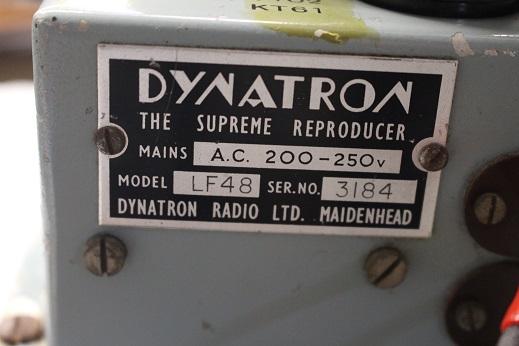 KT61
DYNATRON
THE SUPREME REPRODUCER
MAINS A.C. 200-250v
MODEL LF48 SER.NO. 3184
DYNATRON RADIO LTD. MAIDENHEAD